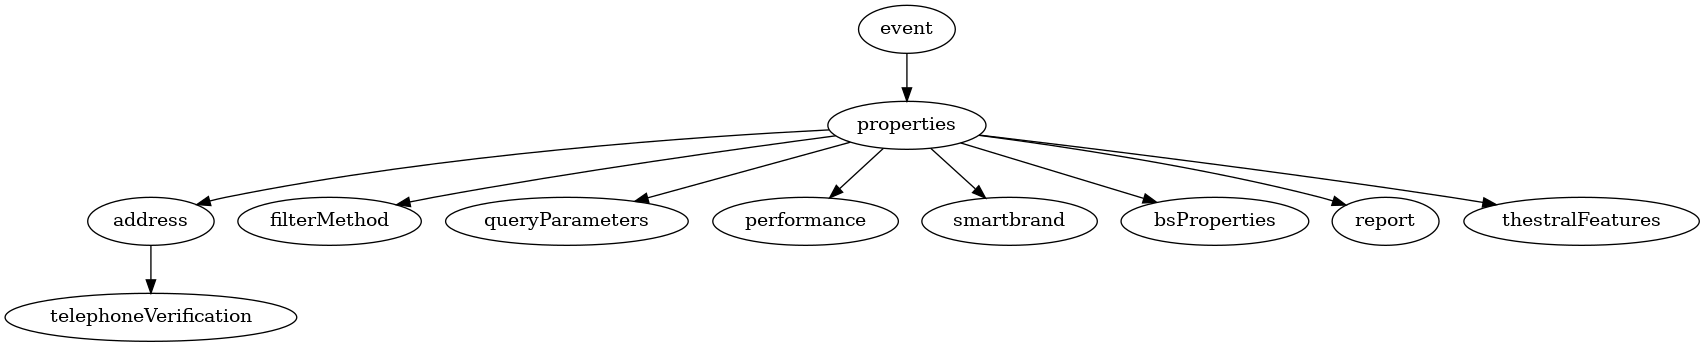 event
properties
address
filterMethod
queryParameters
performance
smartbrand
bsProperties
report
thestralFeatures
telephoneVerification